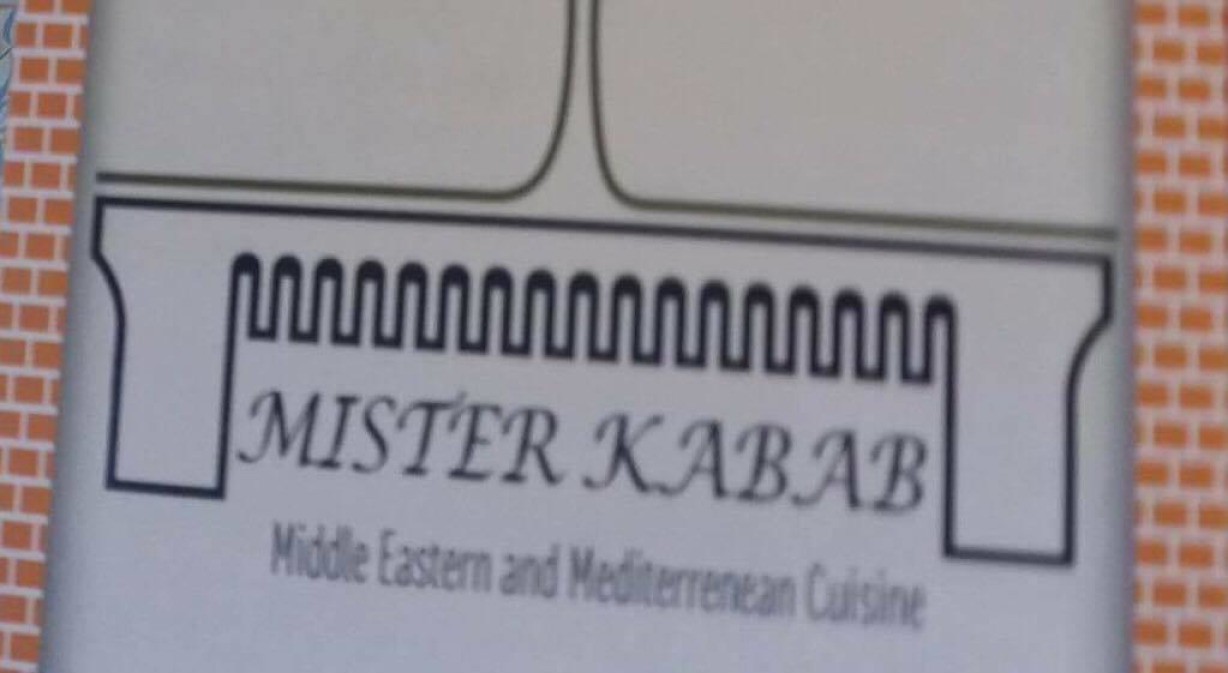 MISTER KABAB
Middle Eastern and Mediterrenean Cuisine